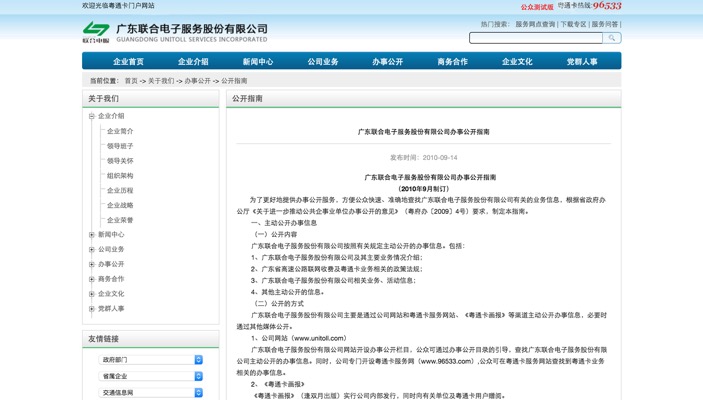 欢迎光临粤通卡门户网站
公众测试版 粤通卡热线:96533
广东联合电子服务股份有限公司
GUANGDONG UNITOLL SERVICES INCORPORATED
联合电服
热门搜索: 服务网点查询 | 下载专区 | 服务问答 |
企业首页 企业介绍 新闻中心 公司业务 办事公开 商务合作 企业文化 党群人事
当前位置: 首页 -> 关于我们 -> 办事公开 -> 公开指南
关于我们
企业介绍
企业简介
领导班子
领导关怀
组织架构
企业历程
企业战略
企业荣誉
新闻中心
公司业务
办事公开
商务合作
企业文化
党群人事
友情链接
政府部门
省属企业
交通信息网
公开指南
广东联合电子服务股份有限公司办事公开指南
发布时间：2010-09-14
广东联合电子服务股份有限公司办事公开指南
（2010年9月制订）
为了更好地提供办事公开服务，方便公众快速、准确地查找广东联合电子服务股份有限公司有关的业务信息，根据省政府办
公厅《关于进一步推动公共企事业单位办事公开的意见》（粤府办〔2009〕4号）要求，制定本指南。
一、主动公开办事信息
（一）公开内容
广东联合电子服务股份有限公司按照有关规定主动公开的办事信息。包括：
1、广东联合电子服务股份有限公司及其主要业务情况介绍；
2、广东省高速公路联网收费及粤通卡业务相关的政策法规；
3、广东联合电子服务股份有限公司相关业务、活动信息；
4、其他主动公开的信息。
（二）公开的方式
广东联合电子服务股份有限公司主要是通过公司网站和粤通卡服务网站、《粤通卡画报》等渠道主动公开办事信息，必要时
通过其他媒体公开。
1、公司网站（www.unitoll.com）
广东联合电子服务股份有限公司网站开设办事公开栏目，公众可通过办事公开目录的引导，查找广东联合电子服务股份有限
公司主动公开的办事信息。同时，公司专门开设粤通卡服务网（www.96533.com）,公众可在粤通卡服务网站查找到粤通卡业务
相关的办事信息。
2、《粤通卡画报》
《粤通卡画报》（逢双月出版）实行公司内部发行，同时向有关单位及粤通卡用户赠阅。